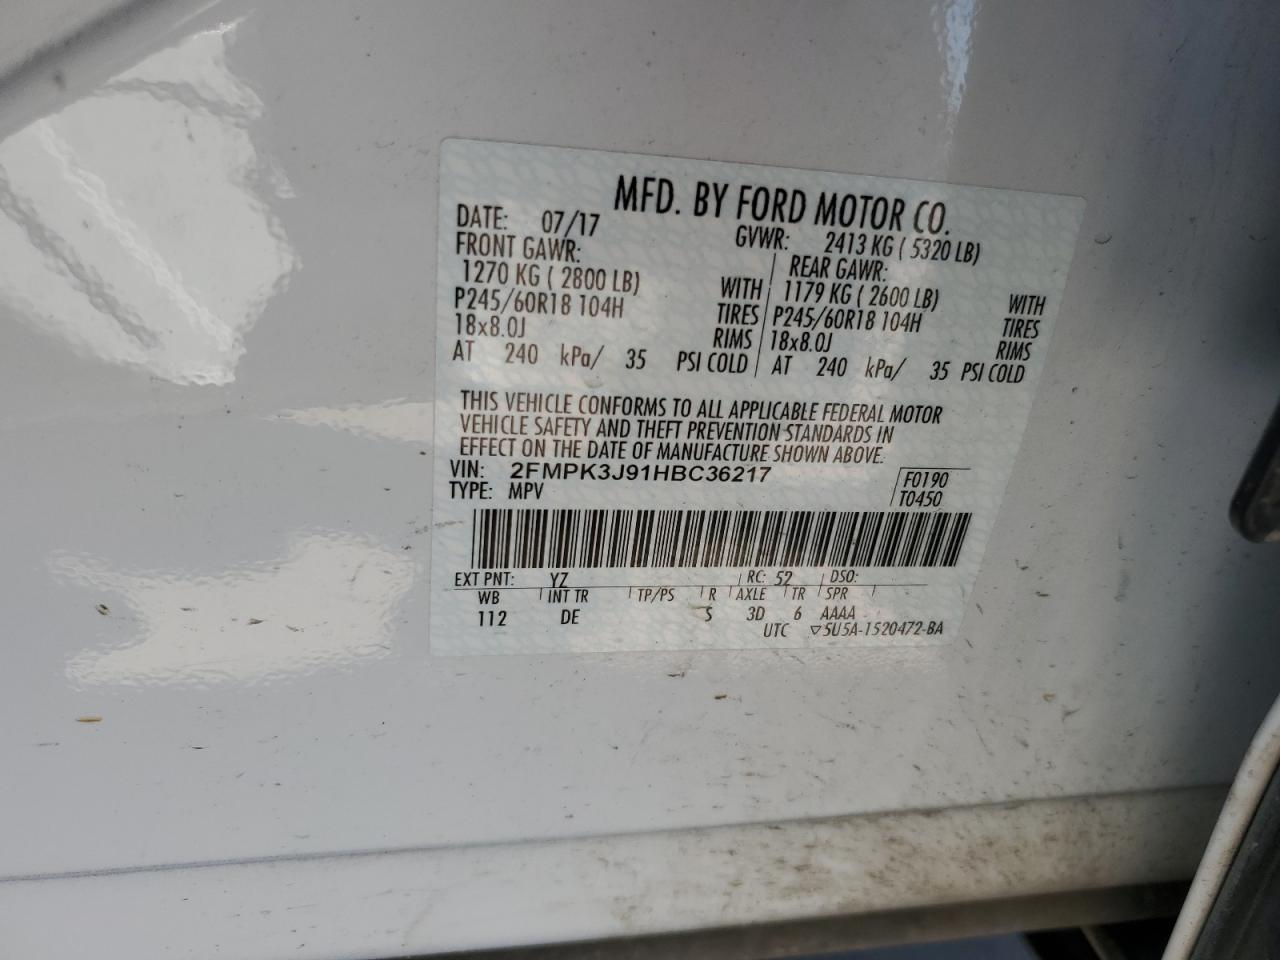 MFD. BY FORD MOTOR CO.
DATE: 07/17 GVWR: 2413 KG ( 5320 LB)
FRONT GAWR: REAR GAWR:
1270 KG ( 2800 LB) WITH 1179 KG ( 2600 LB) WITH
P245/60R18 104H TIRES P245/60R18 104H TIRES
18x8.0J RIMS 18x8.0J RIMS
AT 240 kPa/ 35 PSI COLD AT 240 kPa/ 35 PSI COLD
THIS VEHICLE CONFORMS TO ALL APPLICABLE FEDERAL MOTOR
VEHICLE SAFETY AND THEFT PREVENTION STANDARDS IN
EFFECT ON THE DATE OF MANUFACTURE SHOWN ABOVE.
VIN: 2FMPK3J91HBC36217 F0190
TYPE: MPV T0450
EXT PNT: YZ RC: 52 DSO:
WB INT TR TP/PS R AXLE TR SPR
112 DE S 3D 6 AAAA
UTC ▽5U5A-1520472-BA